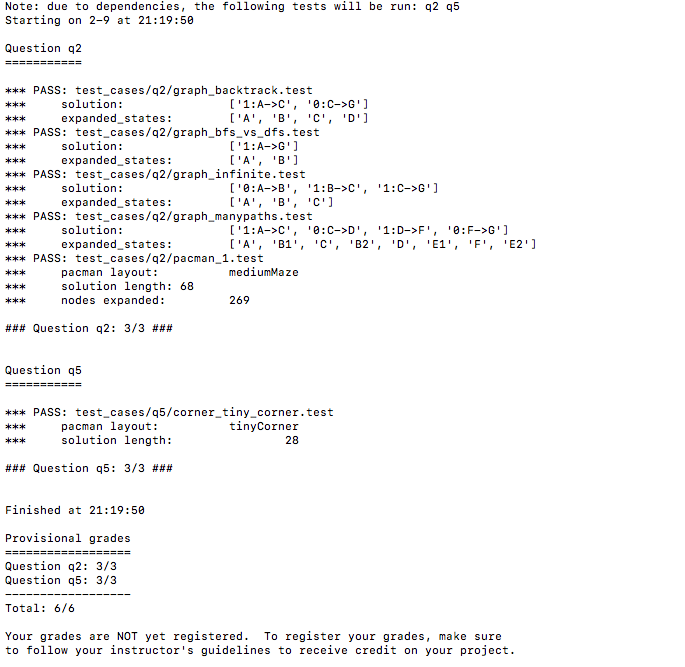 Note: due to dependencies, the following tests will be run: q2 q5
Starting on 2-9 at 21:19:50

Question q2
===========

*** PASS: test_cases/q2/graph_backtrack.test
***     solution:               ['1:A->C', '0:C->G']
***     expanded_states:        ['A', 'B', 'C', 'D']
*** PASS: test_cases/q2/graph_bfs_vs_dfs.test
***     solution:               ['1:A->G']
***     expanded_states:        ['A', 'B']
*** PASS: test_cases/q2/graph_infinite.test
***     solution:               ['0:A->B', '1:B->C', '1:C->G']
***     expanded_states:        ['A', 'B', 'C']
*** PASS: test_cases/q2/graph_manypaths.test
***     solution:               ['1:A->C', '0:C->D', '1:D->F', '0:F->G']
***     expanded_states:        ['A', 'B1', 'C', 'B2', 'D', 'E1', 'F', 'E2']
*** PASS: test_cases/q2/pacman_1.test
***     pacman layout:          mediumMaze
***     solution length: 68
***     nodes expanded:         269

### Question q2: 3/3 ###


Question q5
===========

*** PASS: test_cases/q5/corner_tiny_corner.test
***     pacman layout:          tinyCorner
***     solution length:                28

### Question q5: 3/3 ###


Finished at 21:19:50

Provisional grades
==================
Question q2: 3/3
Question q5: 3/3
------------------
Total: 6/6

Your grades are NOT yet registered.  To register your grades, make sure
to follow your instructor's guidelines to receive credit on your project.